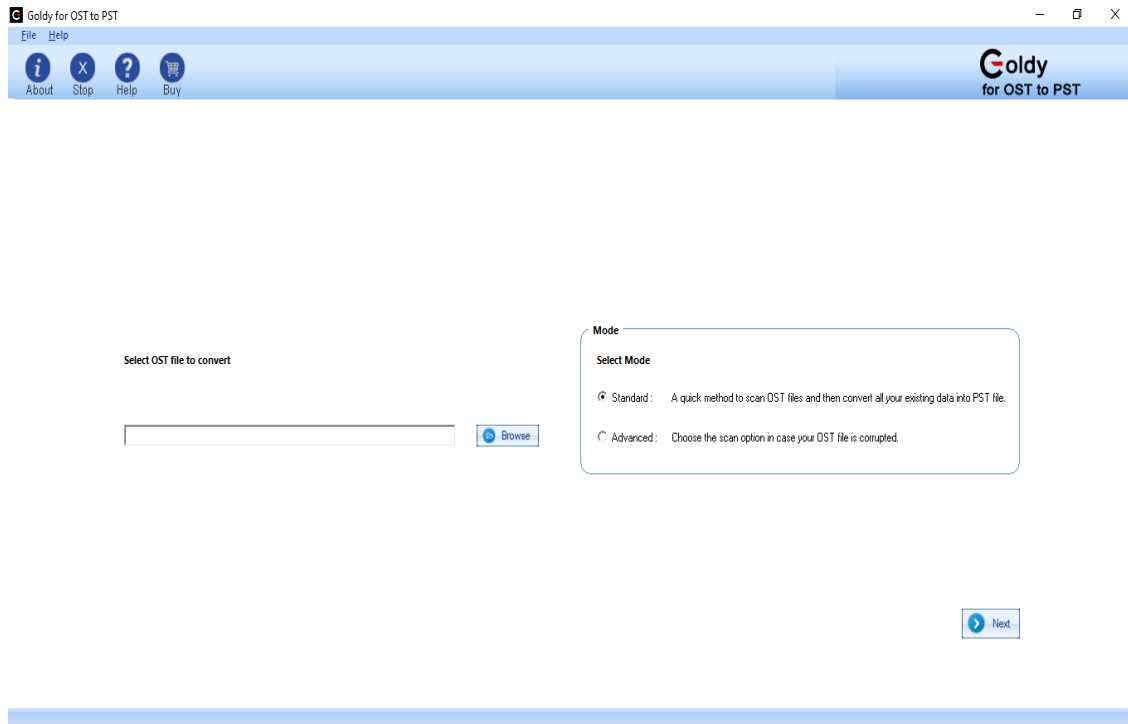 Goldy for OST to PST
File Help
About Stop Help Buy
Goldy
for OST to PST
Mode
Select OST file to convert
Select Mode
Standard : A quick method to scan OST files and then convert all your existing data into PST file.
Advanced : Choose the scan option in case your OST file is corrupted.
Browse
Next